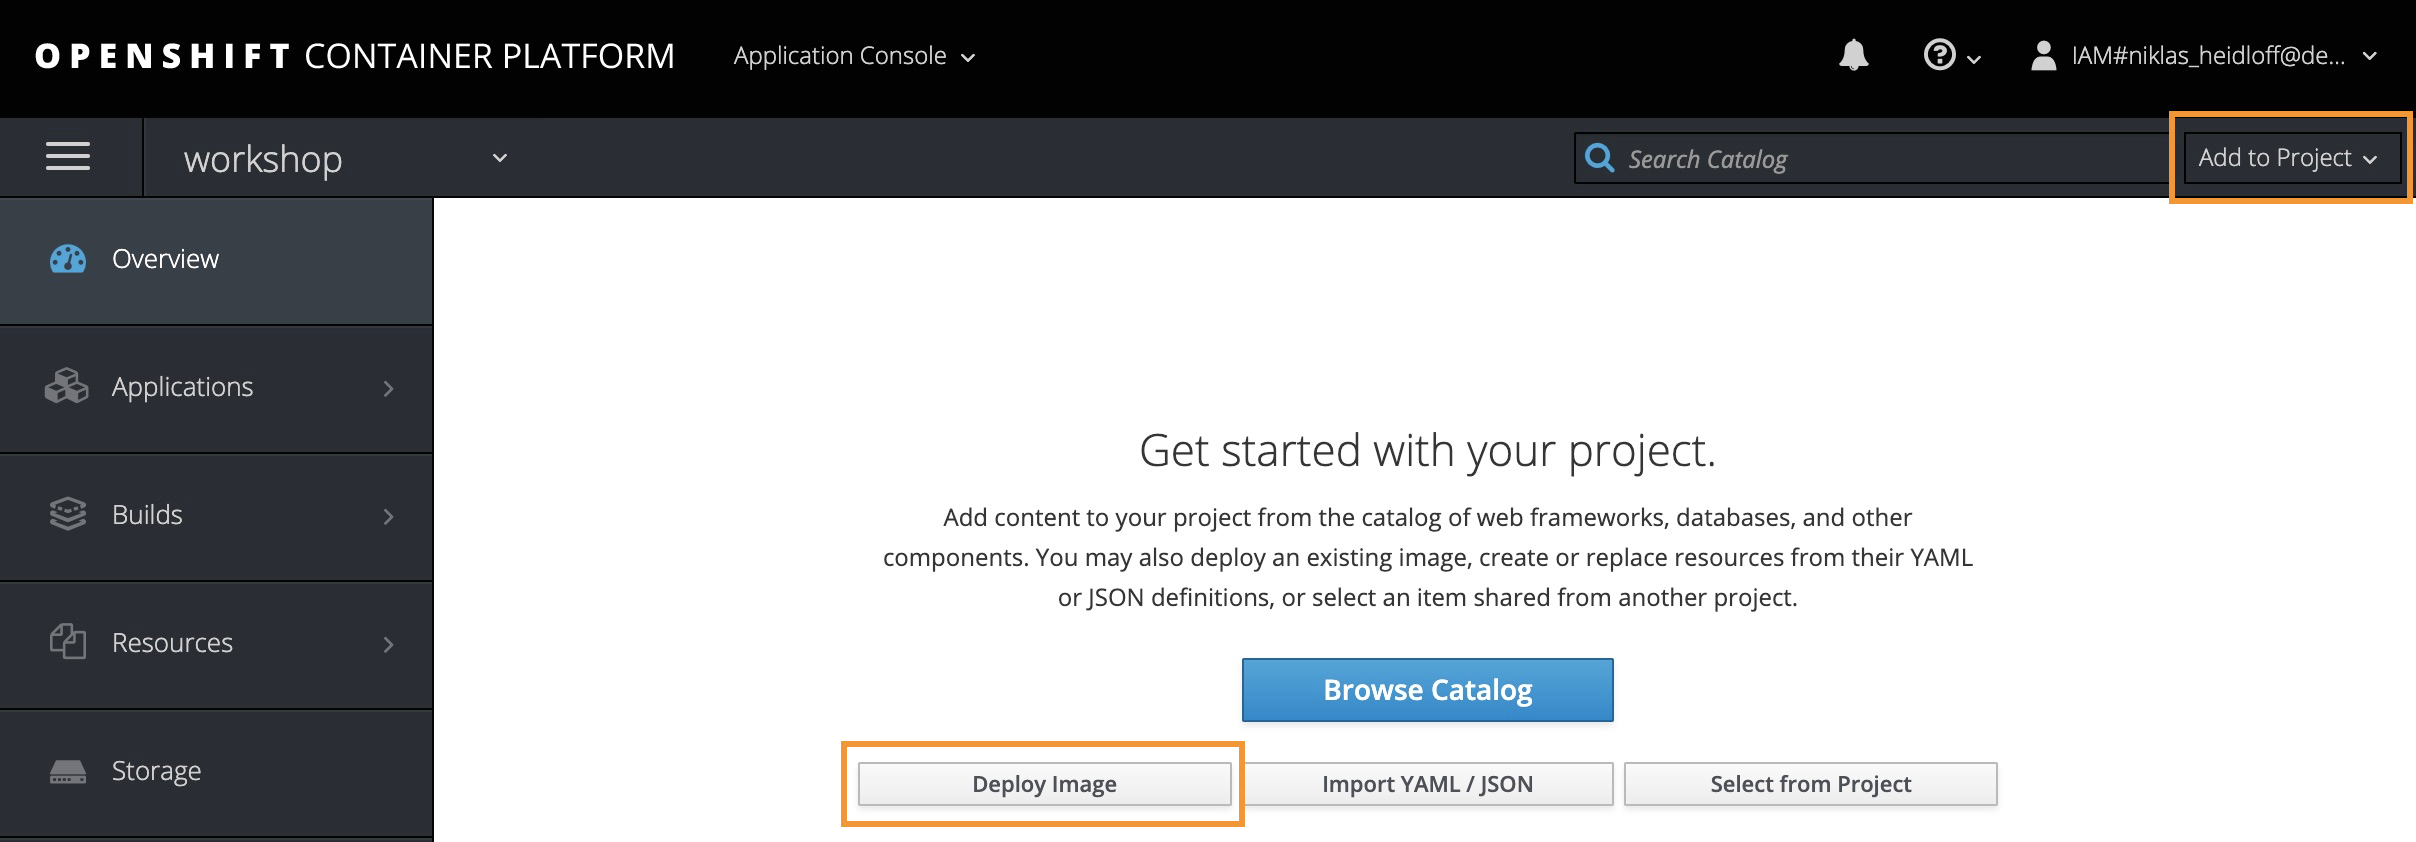 OPENSHIFT CONTAINER PLATFORM
Application Console
IAM#niklas_heidloff@de...
workshop
Search Catalog
Add to Project
Overview
Applications
Builds
Resources
Storage
Get started with your project.
Add content to your project from the catalog of web frameworks, databases, and other
components. You may also deploy an existing image, create or replace resources from their YAML
or JSON definitions, or select an item shared from another project.
Browse Catalog
Deploy Image
Import YAML / JSON
Select from Project